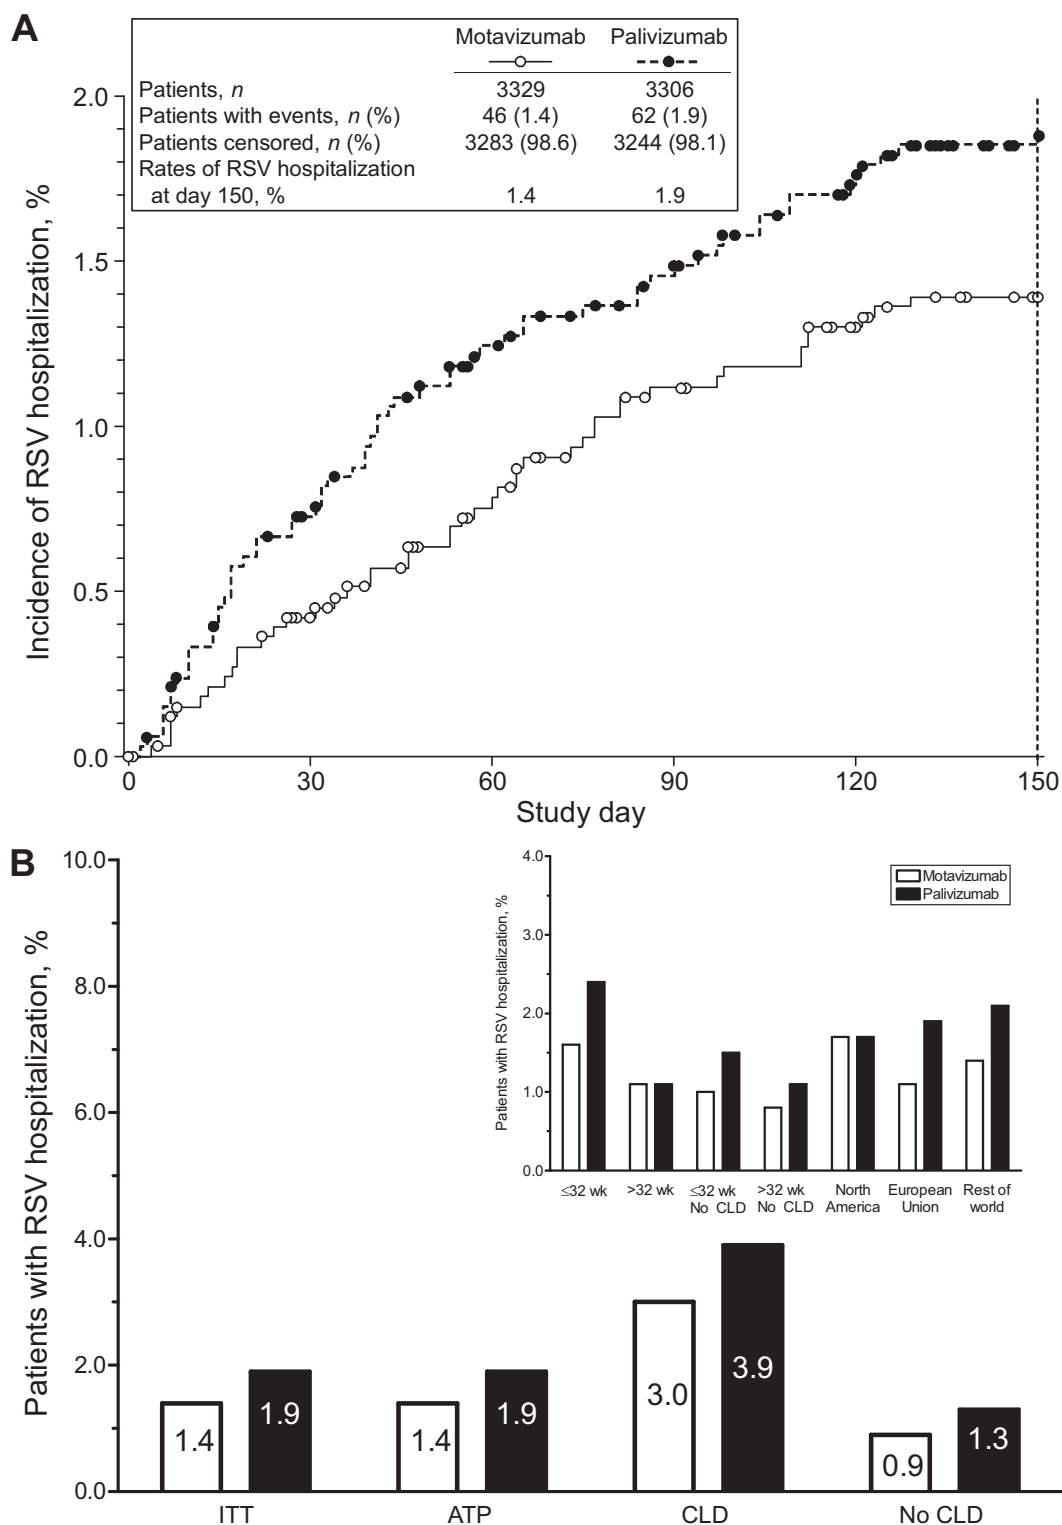 A
Motavizumab Palivizumab
Patients, n 3329 3306
Patients with events, n (%) 46 (1.4) 62 (1.9)
Patients censored, n (%) 3283 (98.6) 3244 (98.1)
Rates of RSV hospitalization
at day 150, % 1.4 1.9
Incidence of RSV hospitalization, %
2.0
1.5
1.0
0.5
0.0
0 30 60 90 120 150
Study day
B
Patients with RSV hospitalization, %
10.0
8.0
6.0
4.0
2.0
0.0
Patients with RSV hospitalization, %
4.0
3.0
2.0
1.0
0.0
Motavizumab
Palivizumab
≤32 wk >32 wk ≤32 wk >32 wk North European Rest of
No CLD No CLD America Union world
1.4 1.9 1.4 1.9 3.0 3.9 0.9 1.3
ITT ATP CLD No CLD